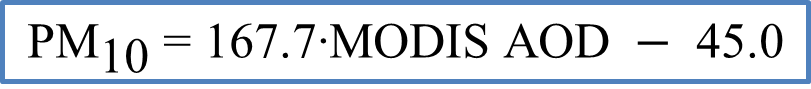 PM₁₀ = 167.7·MODIS AOD − 45.0